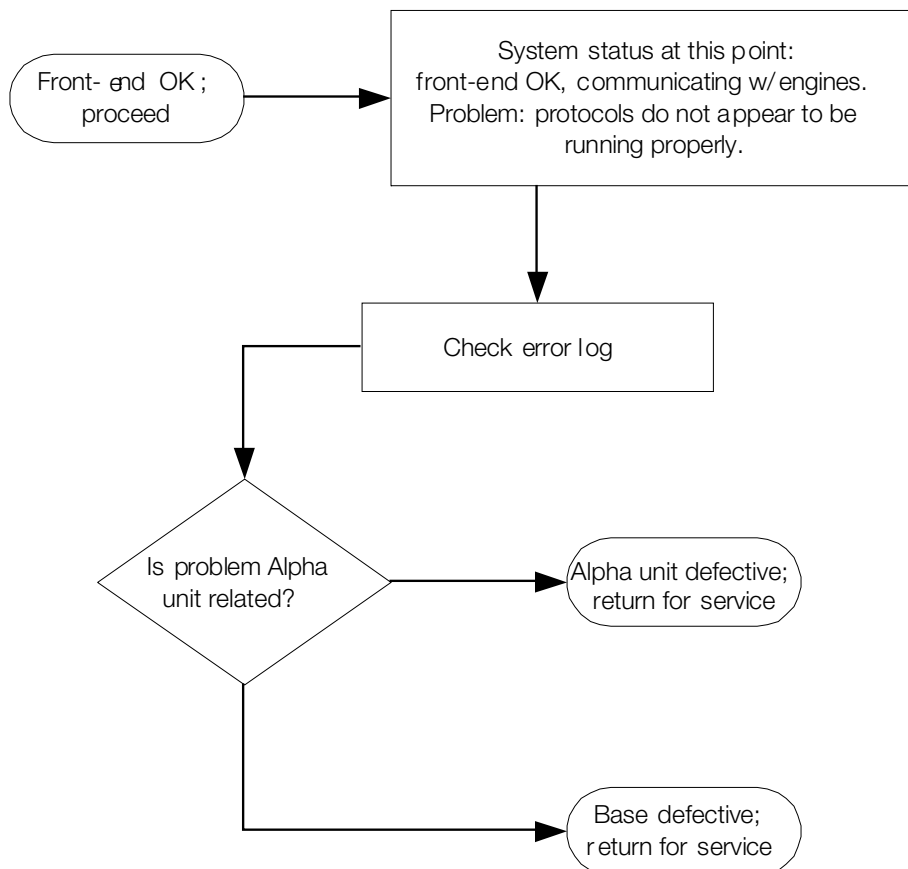 Front-end OK;
proceed
System status at this point:
front-end OK, communicating w/engines.
Problem: protocols do not appear to be
running properly.
Check error log
Is problem Alpha
unit related?
Alpha unit defective;
return for service
Base defective;
return for service